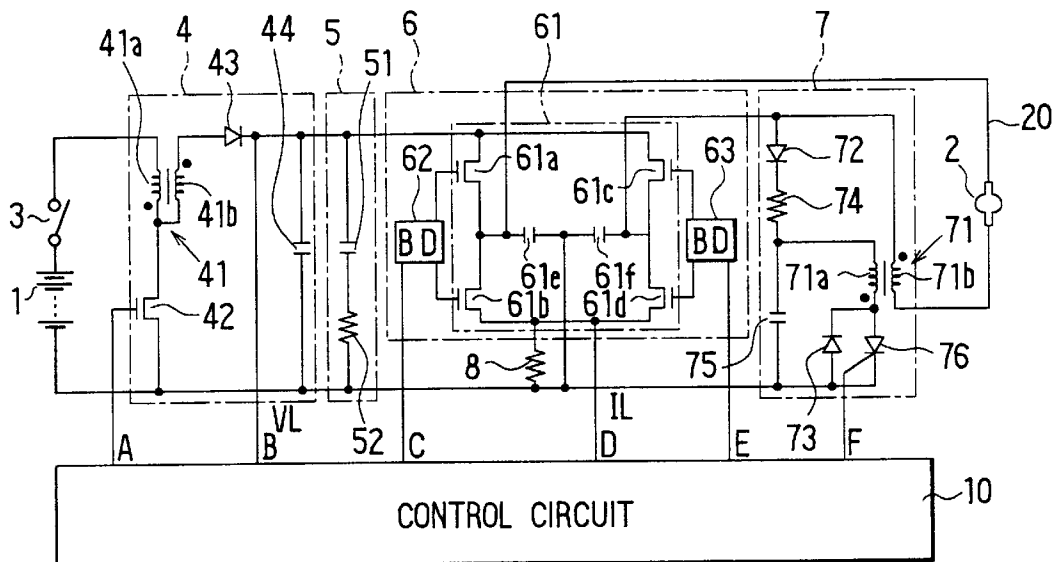 4 44 5 51 6 61 7
41a 43
20
62 61a 61c 63 72 2
3 41b BD BD 74
71
41 61e 61f 71a 71b
1 42 61b 61d
8 75 76
VL 52 IL 73
A B C D E F
CONTROL CIRCUIT 10